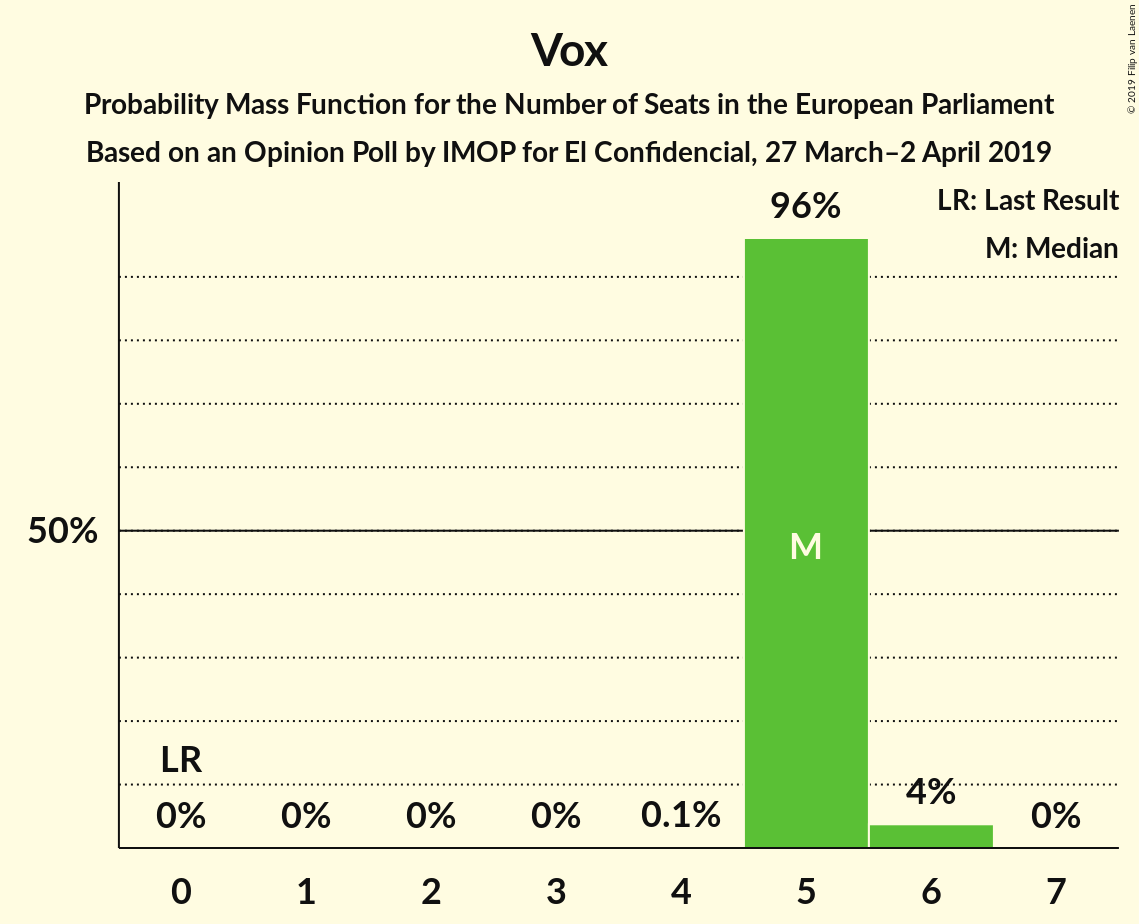 Vox
Probability Mass Function for the Number of Seats in the European Parliament
Based on an Opinion Poll by IMOP for El Confidencial, 27 March–2 April 2019
© 2019 Filip van Laenen
LR: Last Result
M: Median
96%
50%
M
LR
0% 0% 0% 0% 0.1% 4% 0%
0 1 2 3 4 5 6 7